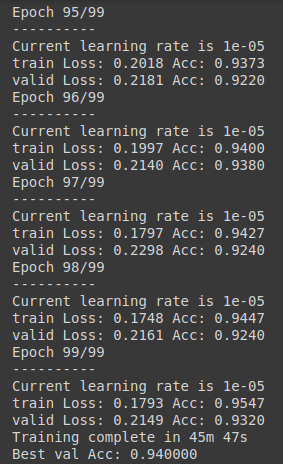 Epoch 95/99
----------
Current learning rate is 1e-05
train Loss: 0.2018 Acc: 0.9373
valid Loss: 0.2181 Acc: 0.9220
Epoch 96/99
----------
Current learning rate is 1e-05
train Loss: 0.1997 Acc: 0.9400
valid Loss: 0.2140 Acc: 0.9380
Epoch 97/99
----------
Current learning rate is 1e-05
train Loss: 0.1797 Acc: 0.9427
valid Loss: 0.2298 Acc: 0.9240
Epoch 98/99
----------
Current learning rate is 1e-05
train Loss: 0.1748 Acc: 0.9447
valid Loss: 0.2161 Acc: 0.9240
Epoch 99/99
----------
Current learning rate is 1e-05
train Loss: 0.1793 Acc: 0.9547
valid Loss: 0.2149 Acc: 0.9320
Training complete in 45m 47s
Best val Acc: 0.940000